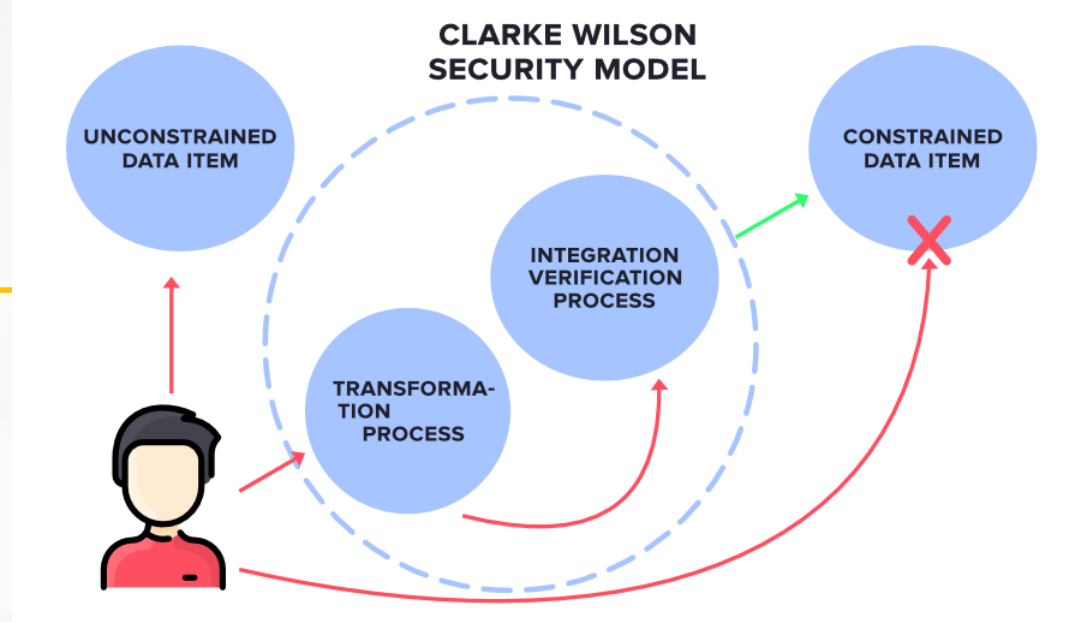 CLARKE WILSON
SECURITY MODEL
UNCONSTRAINED
DATA ITEM
CONSTRAINED
DATA ITEM
INTEGRATION
VERIFICATION
PROCESS
TRANSFORMA-
TION
PROCESS